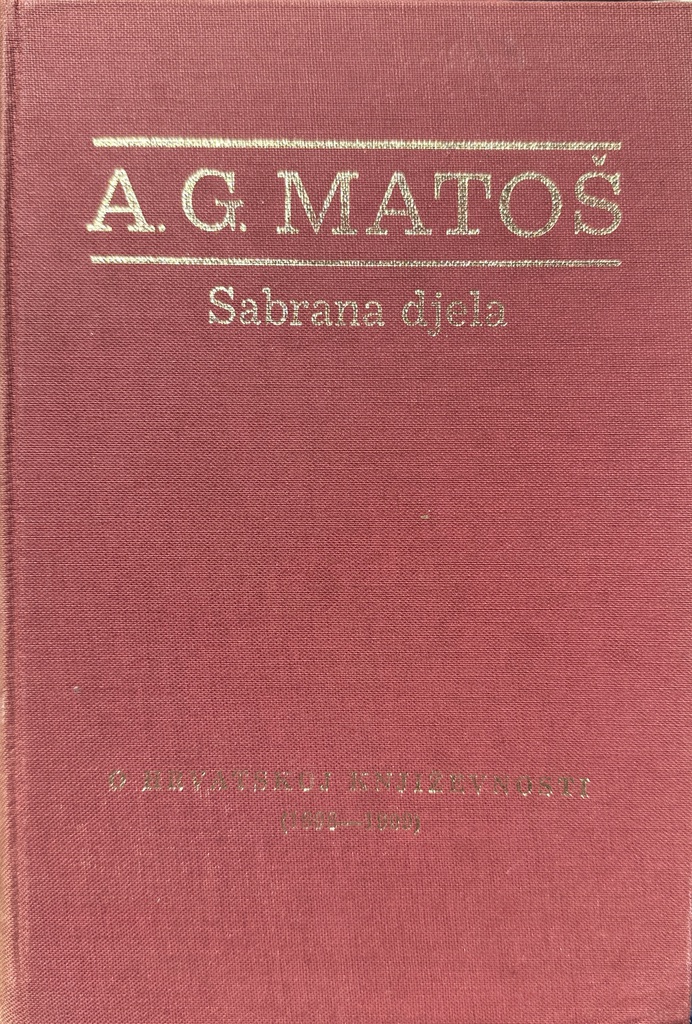 A. G. MATOŠ
Sabrana djela
O HRVATSKOJ KNJIŽEVNOSTI